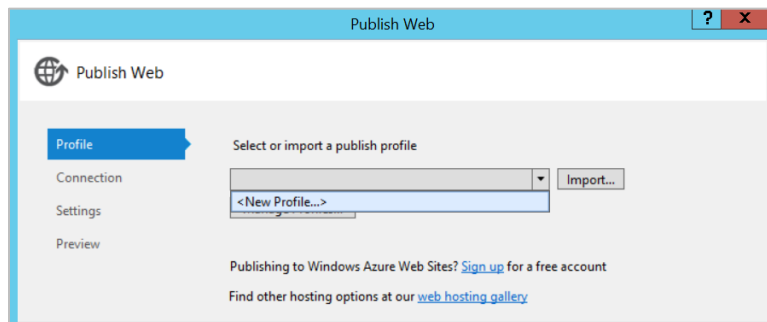 Publish Web
? X
Publish Web
Profile
Select or import a publish profile
Connection
Import...
<New Profile...>
Settings
Preview
Publishing to Windows Azure Web Sites? Sign up for a free account
Find other hosting options at our web hosting gallery